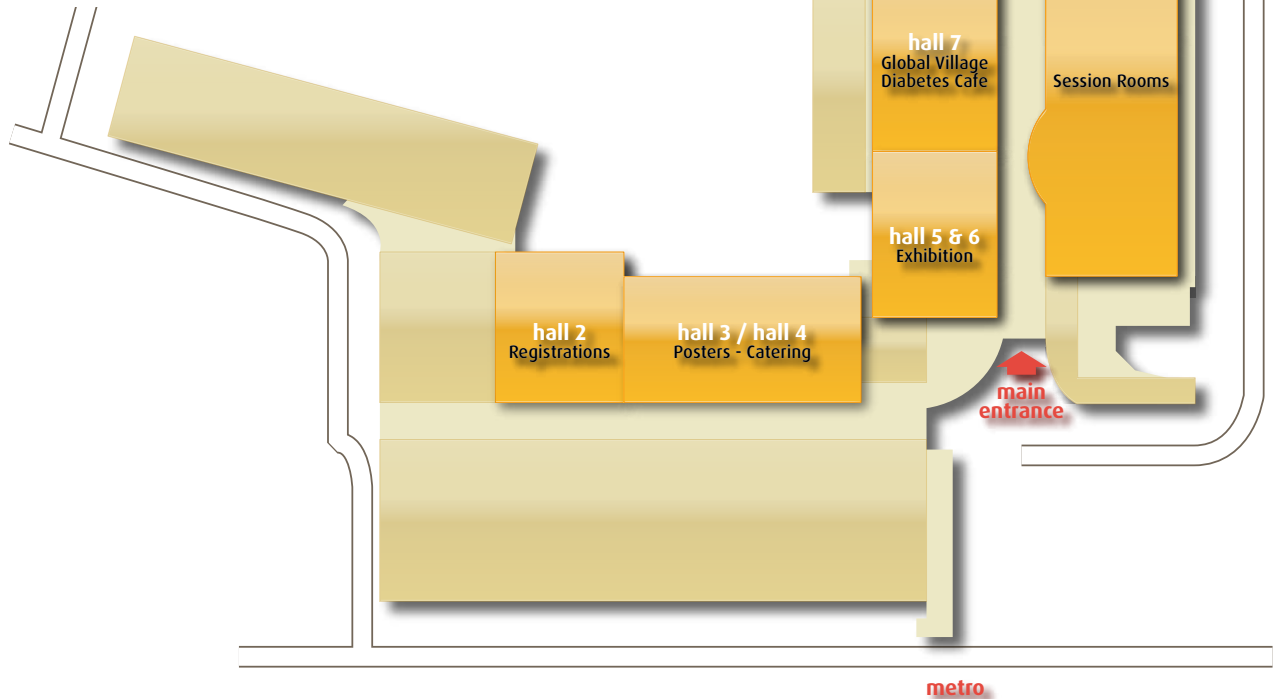 hall 7
Global Village
Diabetes Cafe
Session Rooms
hall 5 & 6
Exhibition
hall 2
Registrations
hall 3 / hall 4
Posters - Catering
main
entrance
metro